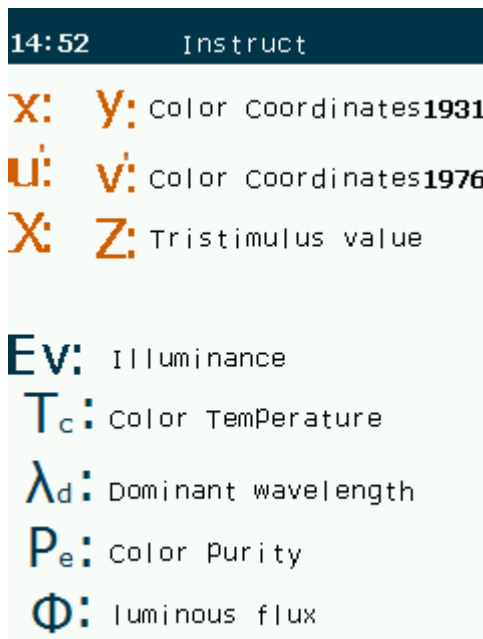 14:52 Instruct
x: y: Color Coordinates1931
u': v': Color Coordinates1976
X: Z: Tristimulus value
Ev: Illuminance
Tc: Color Temperature
λd: Dominant wavelength
Pe: Color Purity
Φ: luminous flux